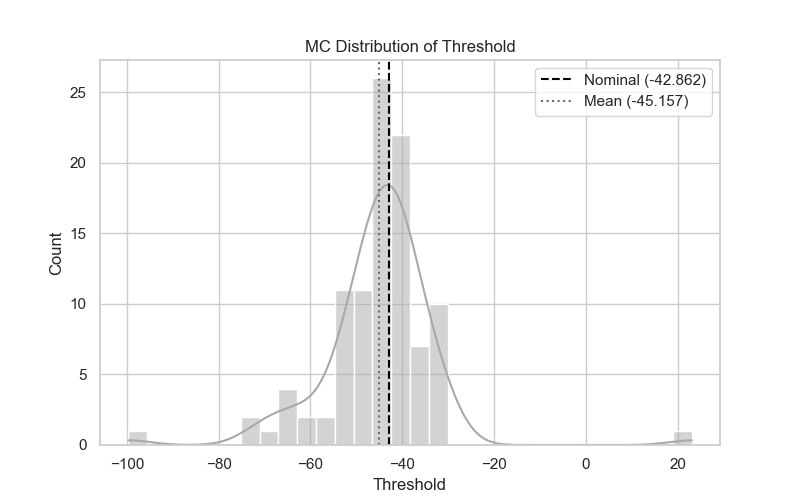 MC Distribution of Threshold
Nominal (-42.862)
Mean (-45.157)
Count
25
20
15
10
5
0
−100
−80
−60
−40
−20
0
20
Threshold